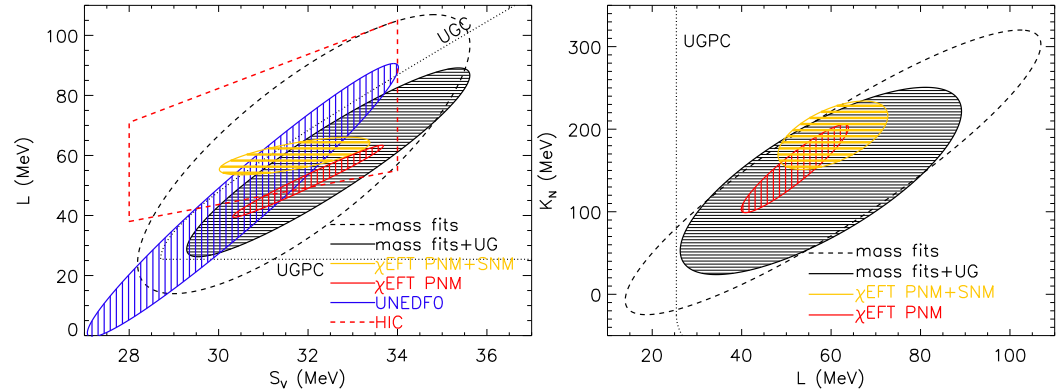 100
80
60
40
20
0
L (MeV)
UGC
UGPC
mass fits
mass fits+UG
χEFT PNM+SNM
χEFT PNM
UNEDF0
HIC
28
30
32
34
36
S_V (MeV)
300
200
100
0
K_N (MeV)
UGPC
mass fits
mass fits+UG
χEFT PNM+SNM
χEFT PNM
20
40
60
80
100
L (MeV)